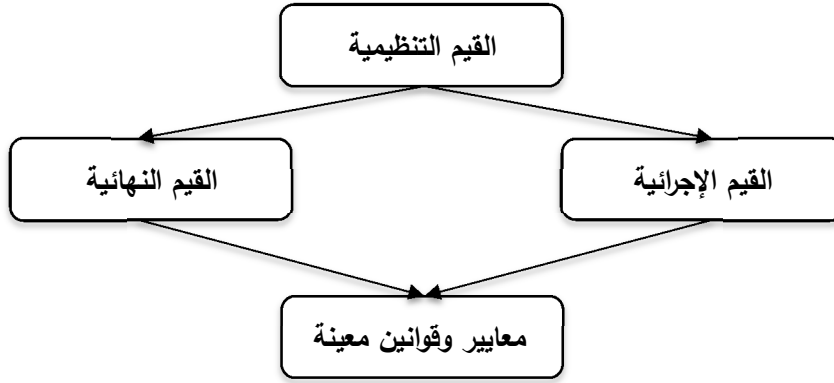 القيم التنظيمية
القيم الإجرائية
القيم النهائية
معايير وقوانين معينة